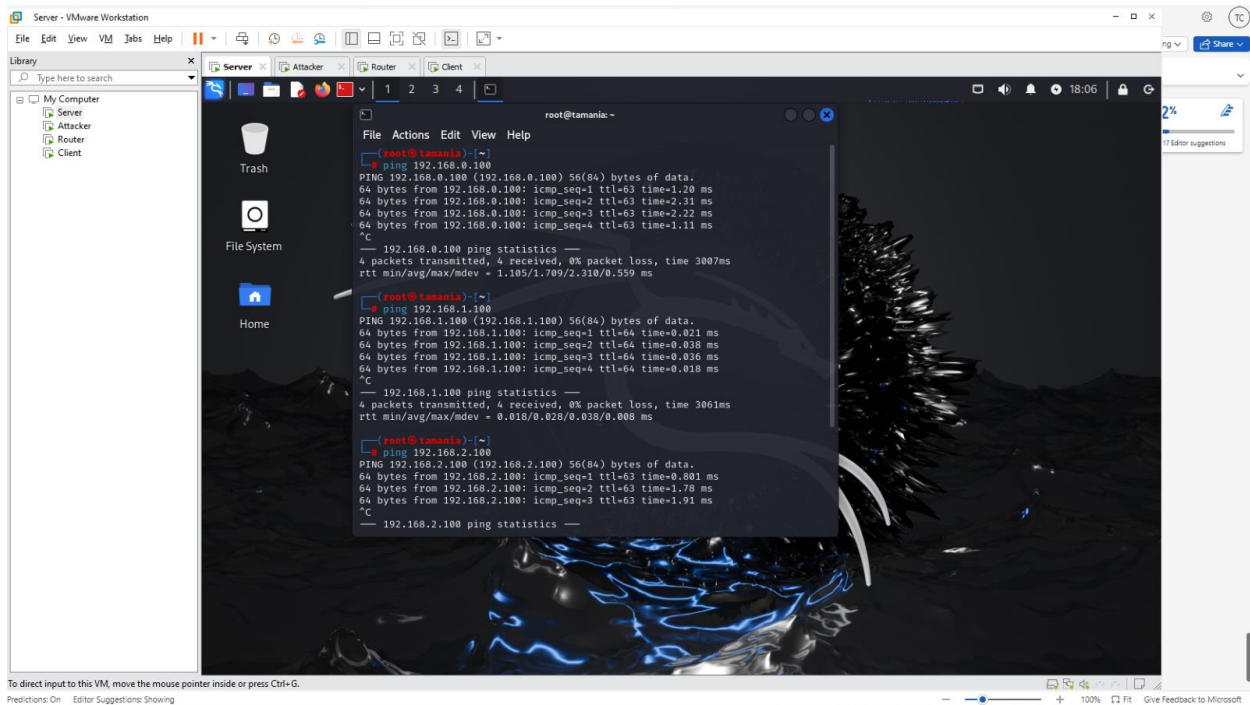 Server - VMware Workstation
TC
File Edit View VM Tabs Help
Share
Library
Type here to search
My Computer
Server
Attacker
Router
Client
Server
Attacker
Router
Client
1 2 3 4
18:06
2%
17 Editor suggestions
Trash
File System
Home
root@tamania: ~
File Actions Edit View Help
(root㉿tamania)-[~]
# ping 192.168.0.100
PING 192.168.0.100 (192.168.0.100) 56(84) bytes of data.
64 bytes from 192.168.0.100: icmp_seq=1 ttl=63 time=1.20 ms
64 bytes from 192.168.0.100: icmp_seq=2 ttl=63 time=2.31 ms
64 bytes from 192.168.0.100: icmp_seq=3 ttl=63 time=2.22 ms
64 bytes from 192.168.0.100: icmp_seq=4 ttl=63 time=1.11 ms
^C
--- 192.168.0.100 ping statistics ---
4 packets transmitted, 4 received, 0% packet loss, time 3007ms
rtt min/avg/max/mdev = 1.105/1.709/2.310/0.559 ms
(root㉿tamania)-[~]
# ping 192.168.1.100
PING 192.168.1.100 (192.168.1.100) 56(84) bytes of data.
64 bytes from 192.168.1.100: icmp_seq=1 ttl=64 time=0.021 ms
64 bytes from 192.168.1.100: icmp_seq=2 ttl=64 time=0.038 ms
64 bytes from 192.168.1.100: icmp_seq=3 ttl=64 time=0.036 ms
64 bytes from 192.168.1.100: icmp_seq=4 ttl=64 time=0.018 ms
^C
--- 192.168.1.100 ping statistics ---
4 packets transmitted, 4 received, 0% packet loss, time 3061ms
rtt min/avg/max/mdev = 0.018/0.028/0.038/0.008 ms
(root㉿tamania)-[~]
# ping 192.168.2.100
PING 192.168.2.100 (192.168.2.100) 56(84) bytes of data.
64 bytes from 192.168.2.100: icmp_seq=1 ttl=63 time=0.801 ms
64 bytes from 192.168.2.100: icmp_seq=2 ttl=63 time=1.78 ms
64 bytes from 192.168.2.100: icmp_seq=3 ttl=63 time=1.91 ms
^C
--- 192.168.2.100 ping statistics ---
To direct input to this VM, move the mouse pointer inside or press Ctrl+G.
Predictions: On Editor Suggestions: Showing
100% Fit Give Feedback to Microsoft